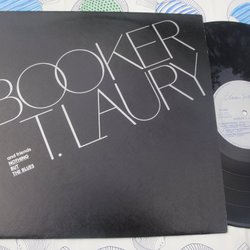 BOOKER
T. LAURY
and friends
NOTHING
BUT
THE BLUES